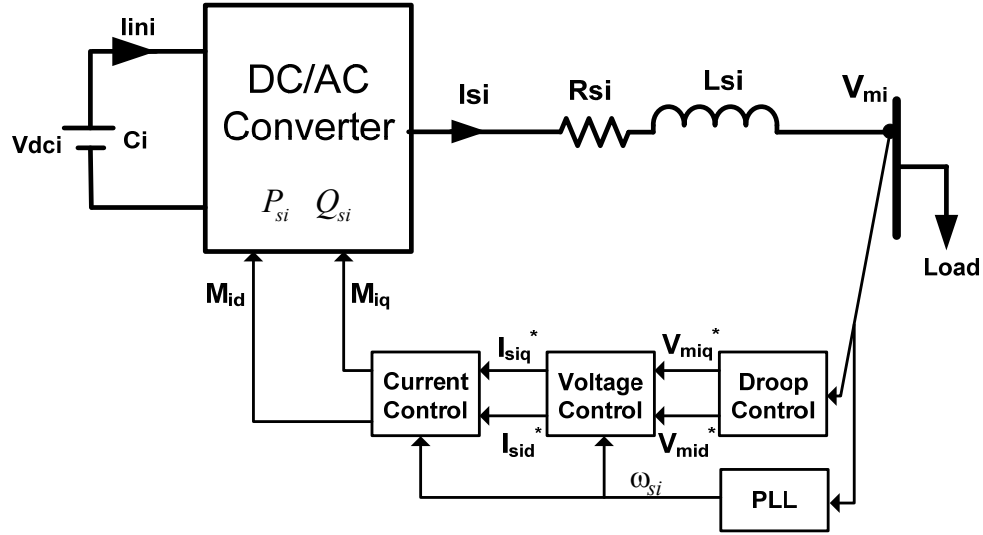 Iini
DC/AC
Converter
Vdci
Ci
Psi Qsi
Isi
Rsi
Lsi
Vmi
Load
Mid
Miq
Isiq*
Vmiq*
Current
Control
Voltage
Control
Droop
Control
Isid*
Vmid*
ωsi
PLL